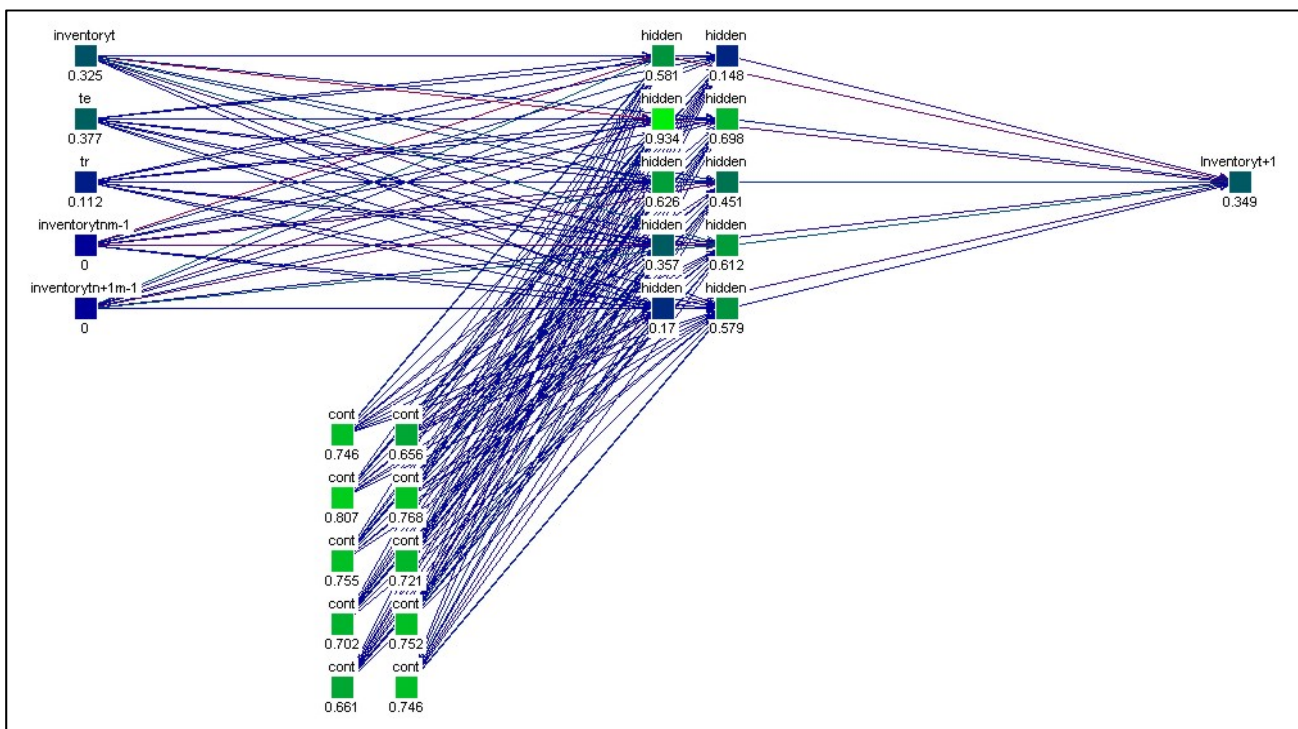 inventoryt
0.325
te
0.377
tr
0.112
inventorytnm-1
0
inventorytn+1m-1
0
hidden hidden
0.581 0.148
hidden hidden
0.934 0.698
hidden hidden
0.626 0.451
hidden hidden
0.357 0.612
hidden hidden
0.17 0.579
Inventoryt+1
0.349
cont cont
0.746 0.656
cont cont
0.807 0.768
cont cont
0.755 0.721
cont cont
0.702 0.752
cont cont
0.661 0.746